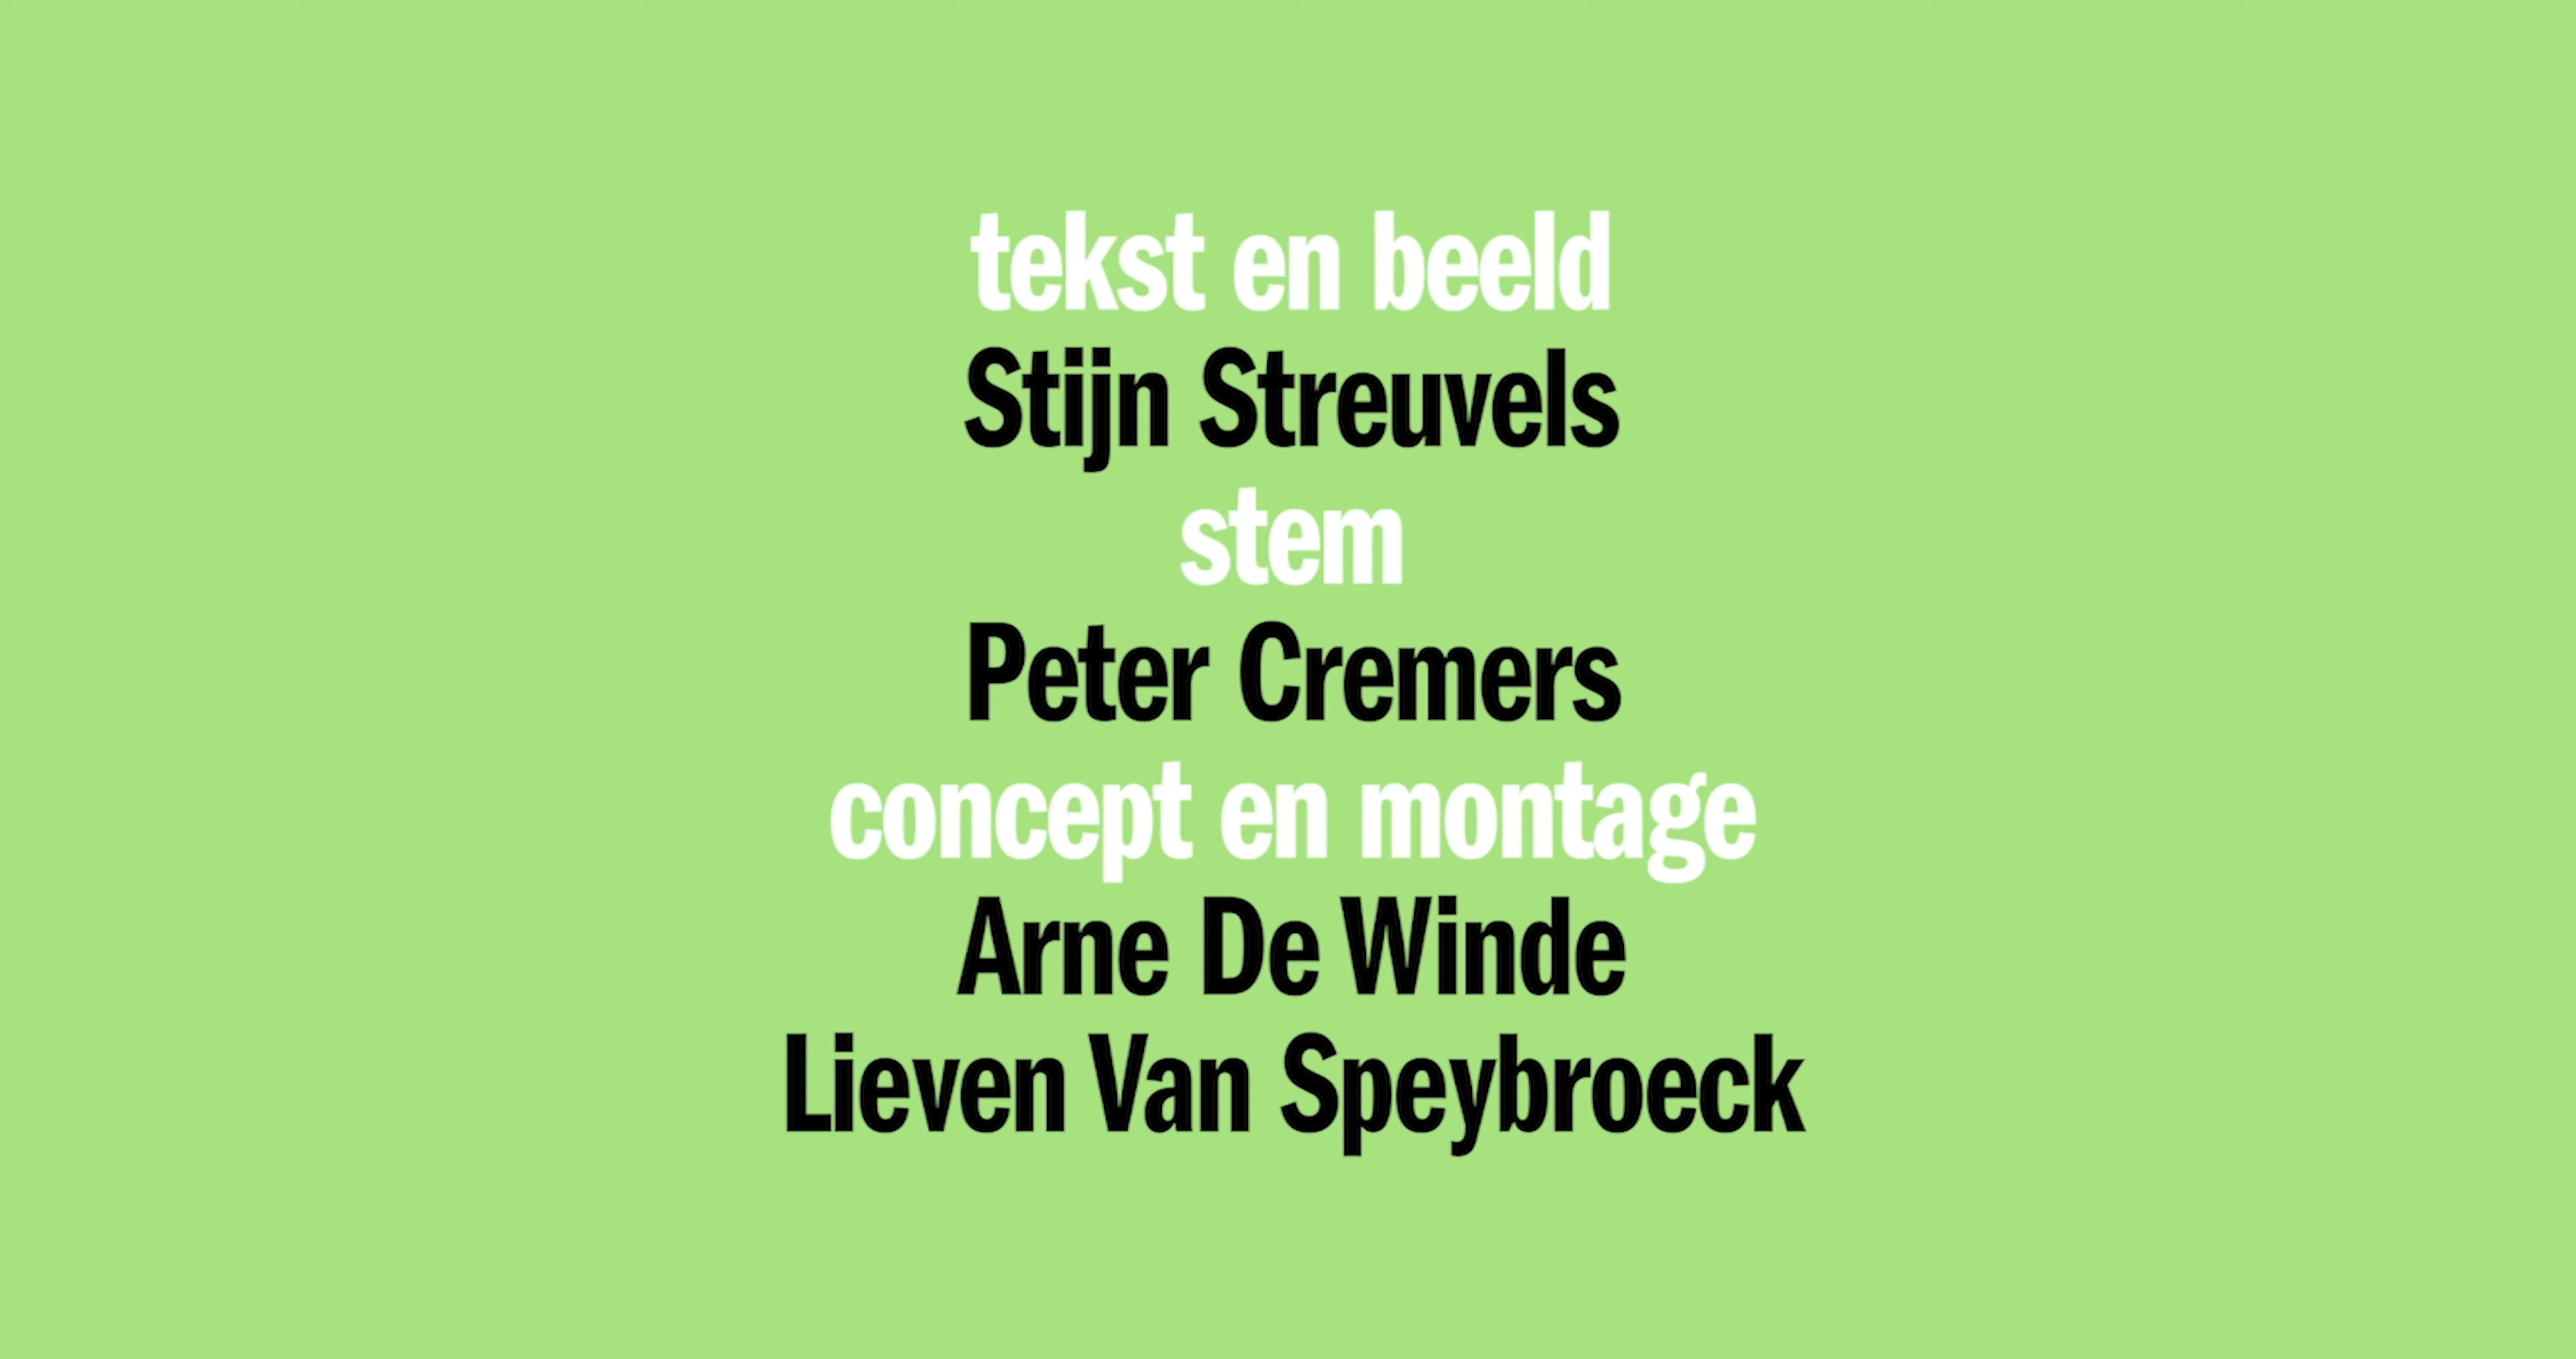 tekst en beeld
Stijn Streuvels
stem
Peter Cremers
concept en montage
Arne De Winde
Lieven Van Speybroeck